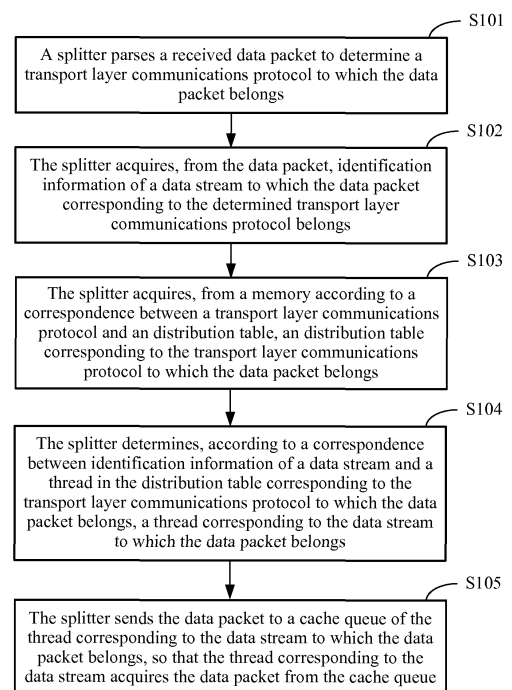 S101
A splitter parses a received data packet to determine a
transport layer communications protocol to which the data
packet belongs
S102
The splitter acquires, from the data packet, identification
information of a data stream to which the data packet
corresponding to the determined transport layer
communications protocol belongs
S103
The splitter acquires, from a memory according to a
correspondence between a transport layer communications
protocol and an distribution table, an distribution table
corresponding to the transport layer communications
protocol to which the data packet belongs
S104
The splitter determines, according to a correspondence
between identification information of a data stream and a
thread in the distribution table corresponding to the
transport layer communications protocol to which the data
packet belongs, a thread corresponding to the data stream
to which the data packet belongs
S105
The splitter sends the data packet to a cache queue of the
thread corresponding to the data stream to which the data
packet belongs, so that the thread corresponding to the
data stream acquires the data packet from the cache queue